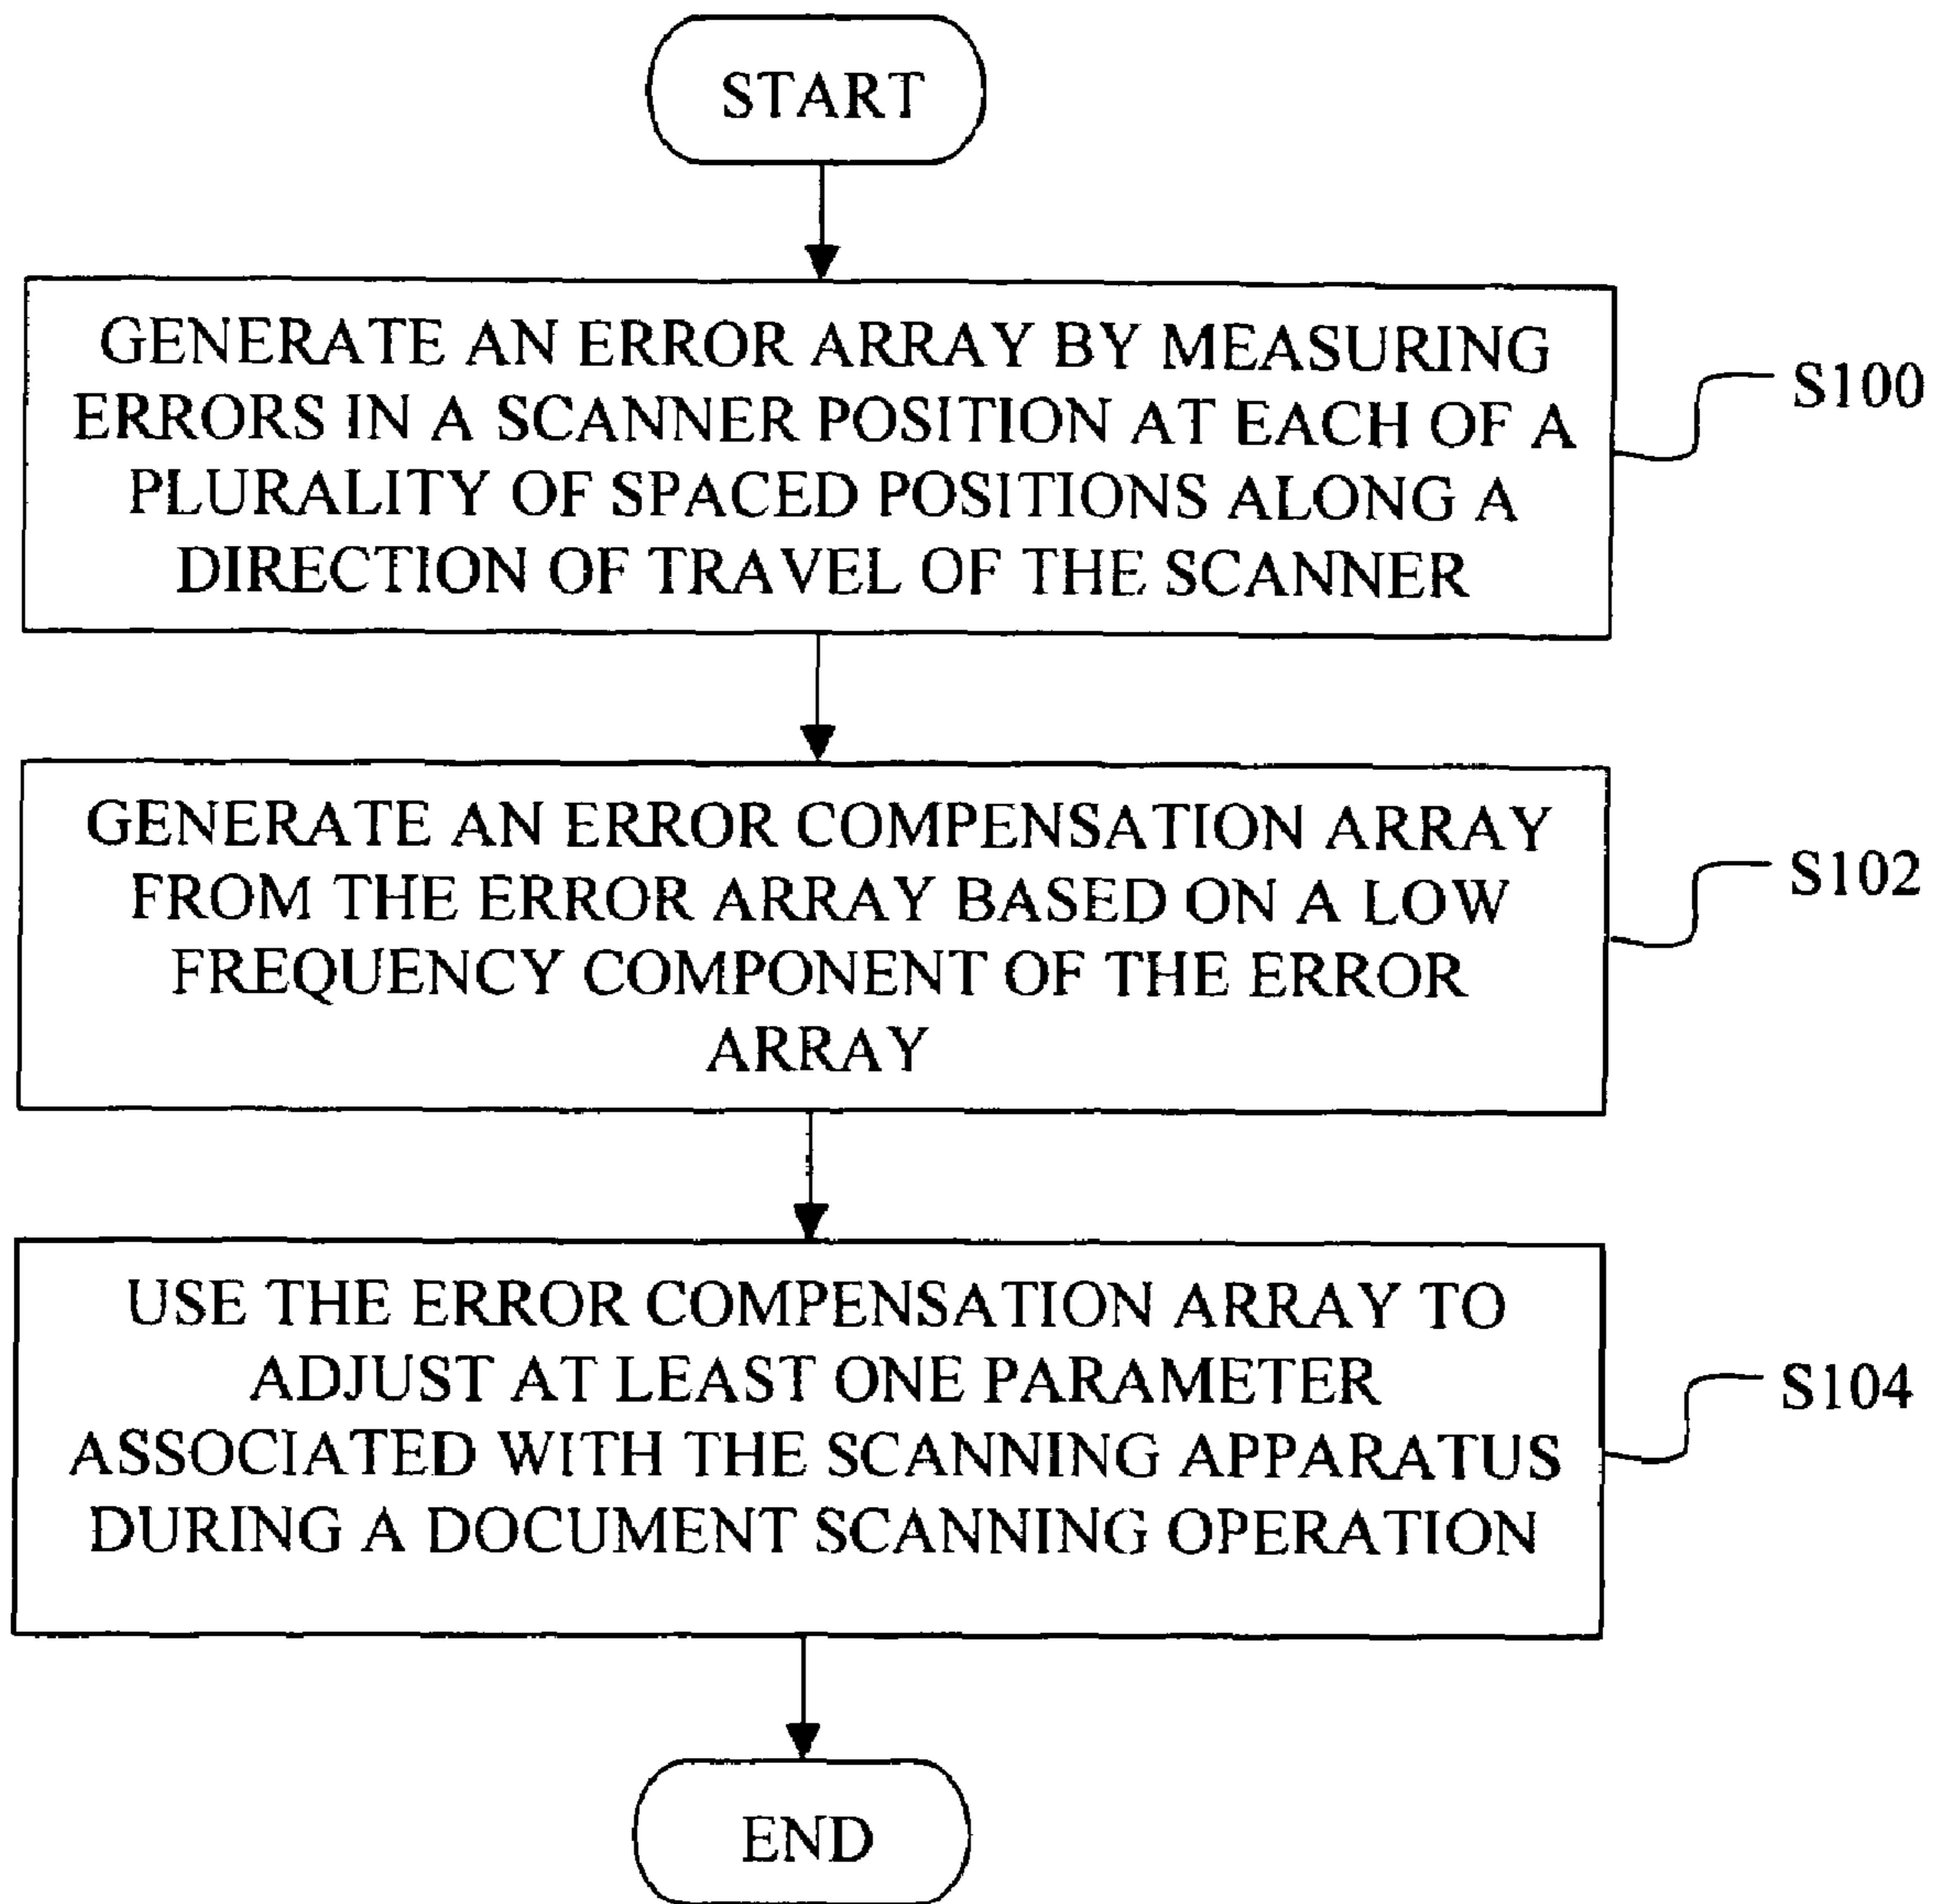 START
GENERATE AN ERROR ARRAY BY MEASURING
ERRORS IN A SCANNER POSITION AT EACH OF A
PLURALITY OF SPACED POSITIONS ALONG A
DIRECTION OF TRAVEL OF THE SCANNER
S100
GENERATE AN ERROR COMPENSATION ARRAY
FROM THE ERROR ARRAY BASED ON A LOW
FREQUENCY COMPONENT OF THE ERROR
ARRAY
S102
USE THE ERROR COMPENSATION ARRAY TO
ADJUST AT LEAST ONE PARAMETER
ASSOCIATED WITH THE SCANNING APPARATUS
DURING A DOCUMENT SCANNING OPERATION
S104
END